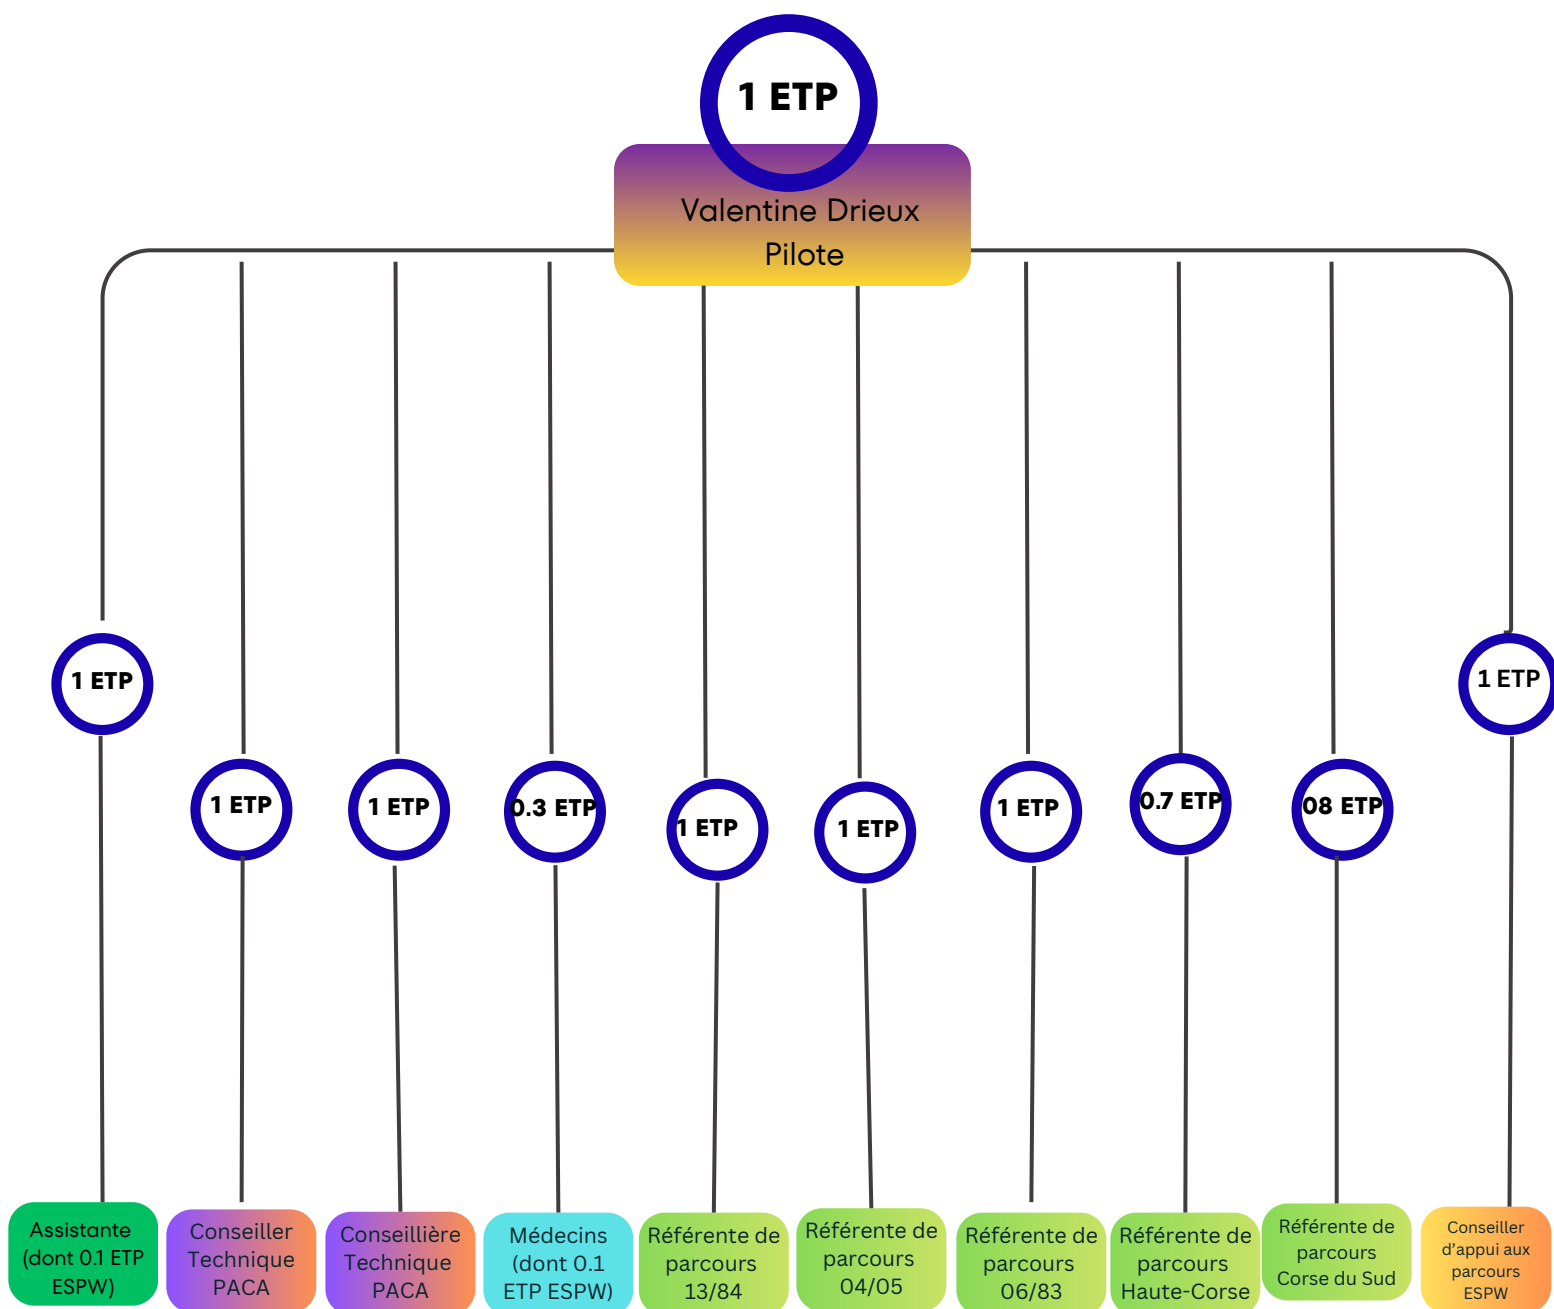 1 ETP
Valentine Drieux
Pilote
1 ETP
1 ETP
1 ETP
1 ETP
0.3 ETP
1 ETP
1 ETP
1 ETP
0.7 ETP
08 ETP
Assistante
(dont 0.1 ETP
ESPW)
Conseiller
Technique
PACA
Conseillière
Technique
PACA
Médecins
(dont 0.1
ETP ESPW)
Référente de
parcours
13/84
Référente de
parcours
04/05
Référente de
parcours
06/83
Référente de
parcours
Haute-Corse
Référente de
parcours
Corse du Sud
Conseiller
d'appui aux
parcours
ESPW